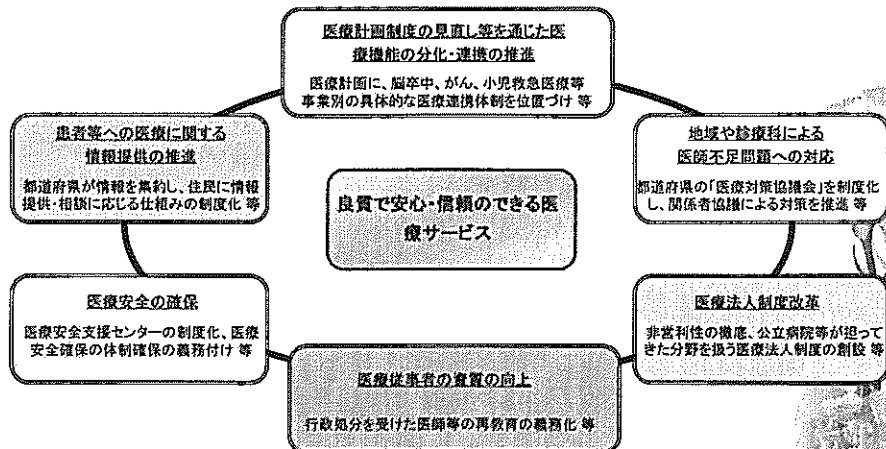 医療計画制度の見直し等を通じた医
療機能の分化・連携の推進
医療計画に、脳卒中、がん、小児救急医療等
事業別の具体的な医療連携体制を位置づけ 等
患者等への医療に関する
情報提供の推進
都道府県が情報を集約し、住民に情報
提供・相談に応じる仕組みの制度化 等
地域や診療科による
医師不足問題への対応
都道府県の「医療対策協議会」を制度化
し、関係者協議による対策を推進 等
良質で安心・信頼のできる医
療サービス
医療安全の確保
医療安全支援センターの制度化、医療
安全確保の体制確保の義務付け 等
医療法人制度改革
非営利性の徹底、公立病院等が担って
きた分野を扱う医療法人制度の創設 等
医療従事者の資質の向上
行政処分を受けた医師等の再教育の義務化 等